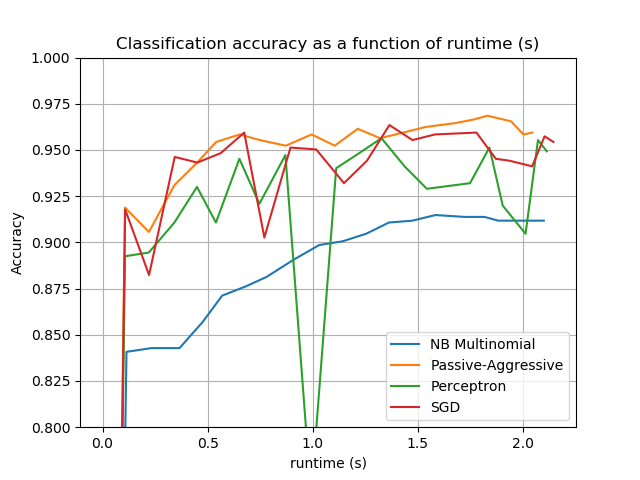 Classification accuracy as a function of runtime (s)
1.000
0.975
0.950
0.925
0.900
0.875
0.850
0.825
0.800
Accuracy
0.0 0.5 1.0 1.5 2.0
runtime (s)
NB Multinomial
Passive-Aggressive
Perceptron
SGD